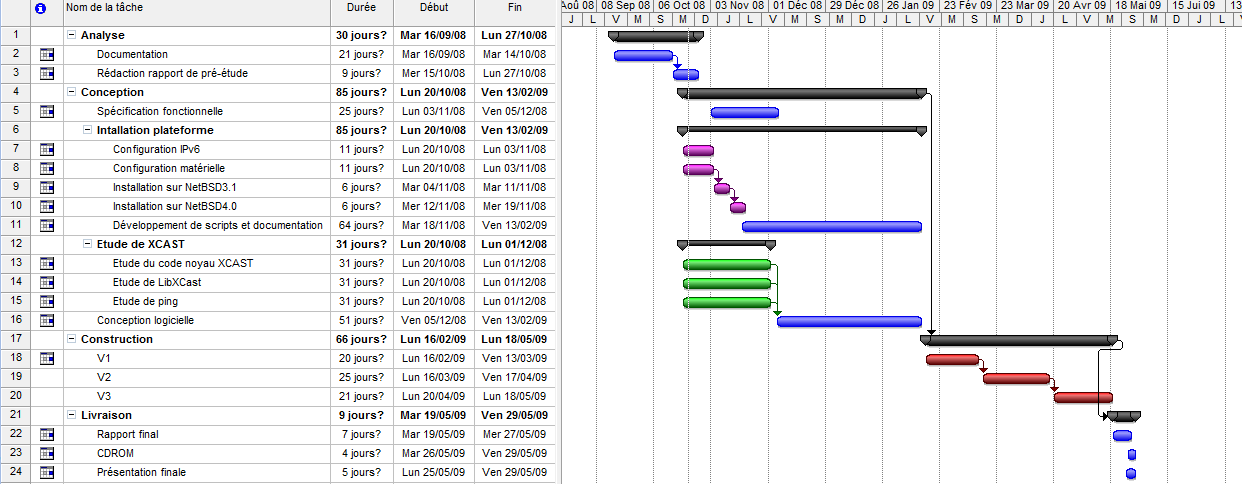 Nom de la tâche Durée Début Fin Aoû 08 08 Sep 08 06 Oct 08 03 Nov 08 01 Déc 08 29 Déc 08 26 Jan 09 23 Fév 09 23 Mar 09 20 Avr 09 18 Mai 09 15 Jui 09 13
J L V M S M J D L V M S M J D L V M S M J D L V
1 Analyse 30 jours? Mar 16/09/08 Lun 27/10/08
2 Documentation 21 jours? Mar 16/09/08 Mar 14/10/08
3 Rédaction rapport de pré-étude 9 jours? Mer 15/10/08 Lun 27/10/08
4 Conception 85 jours? Lun 20/10/08 Ven 13/02/09
5 Spécification fonctionnelle 25 jours? Lun 03/11/08 Ven 05/12/08
6 Intallation plateforme 85 jours? Lun 20/10/08 Ven 13/02/09
7 Configuration IPv6 11 jours? Lun 20/10/08 Lun 03/11/08
8 Configuration matérielle 11 jours? Lun 20/10/08 Lun 03/11/08
9 Installation sur NetBSD3.1 6 jours? Mar 04/11/08 Mar 11/11/08
10 Installation sur NetBSD4.0 6 jours? Mer 12/11/08 Mer 19/11/08
11 Développement de scripts et documentation 64 jours? Mar 18/11/08 Ven 13/02/09
12 Etude de XCAST 31 jours? Lun 20/10/08 Lun 01/12/08
13 Etude du code noyau XCAST 31 jours? Lun 20/10/08 Lun 01/12/08
14 Etude de LibXCast 31 jours? Lun 20/10/08 Lun 01/12/08
15 Etude de ping 31 jours? Lun 20/10/08 Lun 01/12/08
16 Conception logicielle 51 jours? Ven 05/12/08 Ven 13/02/09
17 Construction 66 jours? Lun 16/02/09 Lun 18/05/09
18 V1 20 jours? Lun 16/02/09 Ven 13/03/09
19 V2 25 jours? Lun 16/03/09 Ven 17/04/09
20 V3 21 jours? Lun 20/04/09 Lun 18/05/09
21 Livraison 9 jours? Mar 19/05/09 Ven 29/05/09
22 Rapport final 7 jours? Mar 19/05/09 Mer 27/05/09
23 CDROM 4 jours? Mar 26/05/09 Ven 29/05/09
24 Présentation finale 5 jours? Lun 25/05/09 Ven 29/05/09